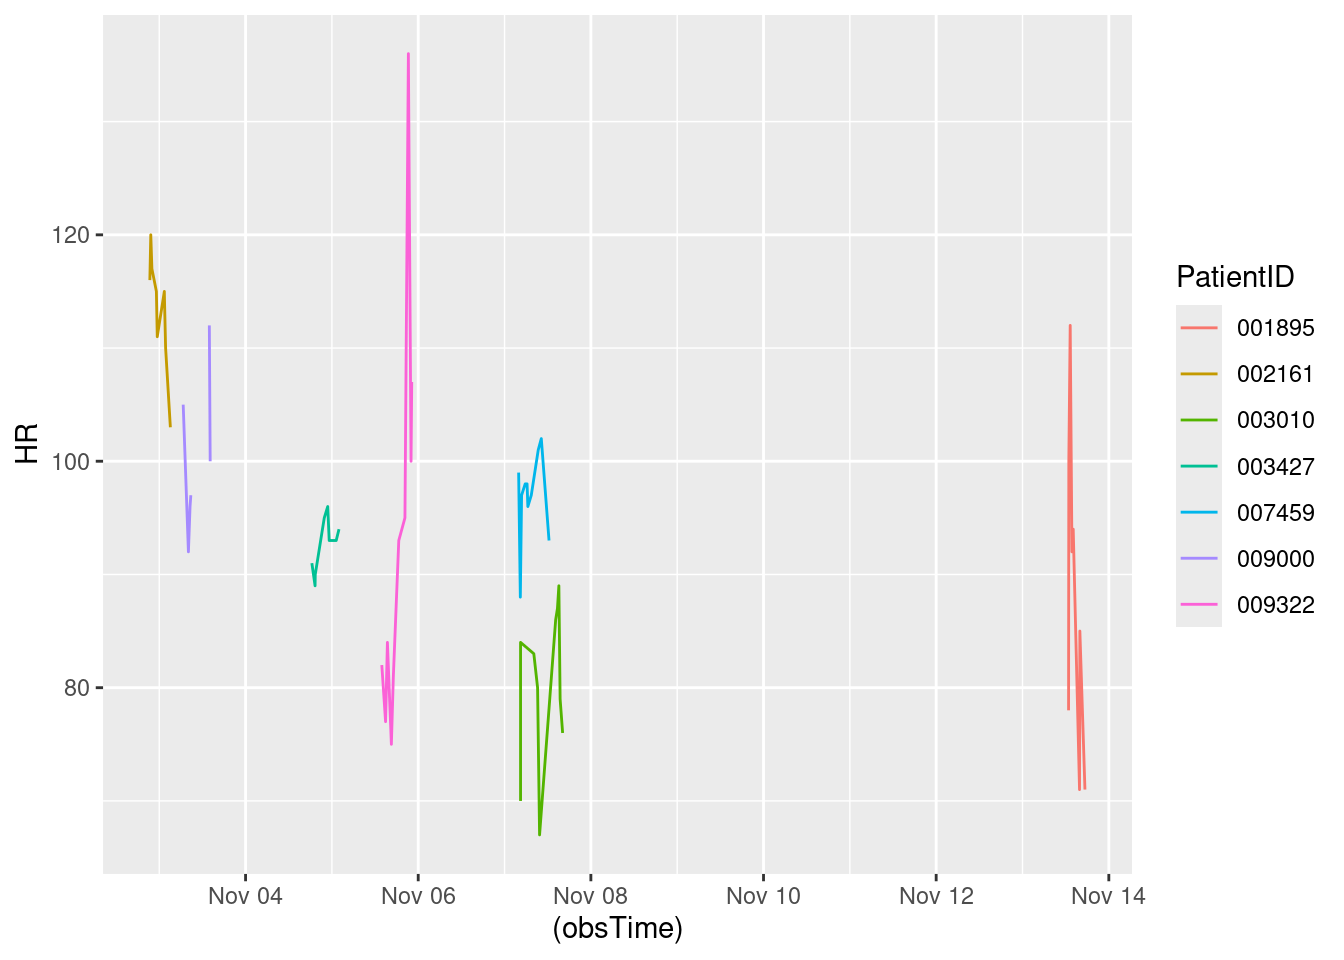 120
100
80
HR
Nov 04
Nov 06
Nov 08
Nov 10
Nov 12
Nov 14
(obsTime)
PatientID
001895
002161
003010
003427
007459
009000
009322